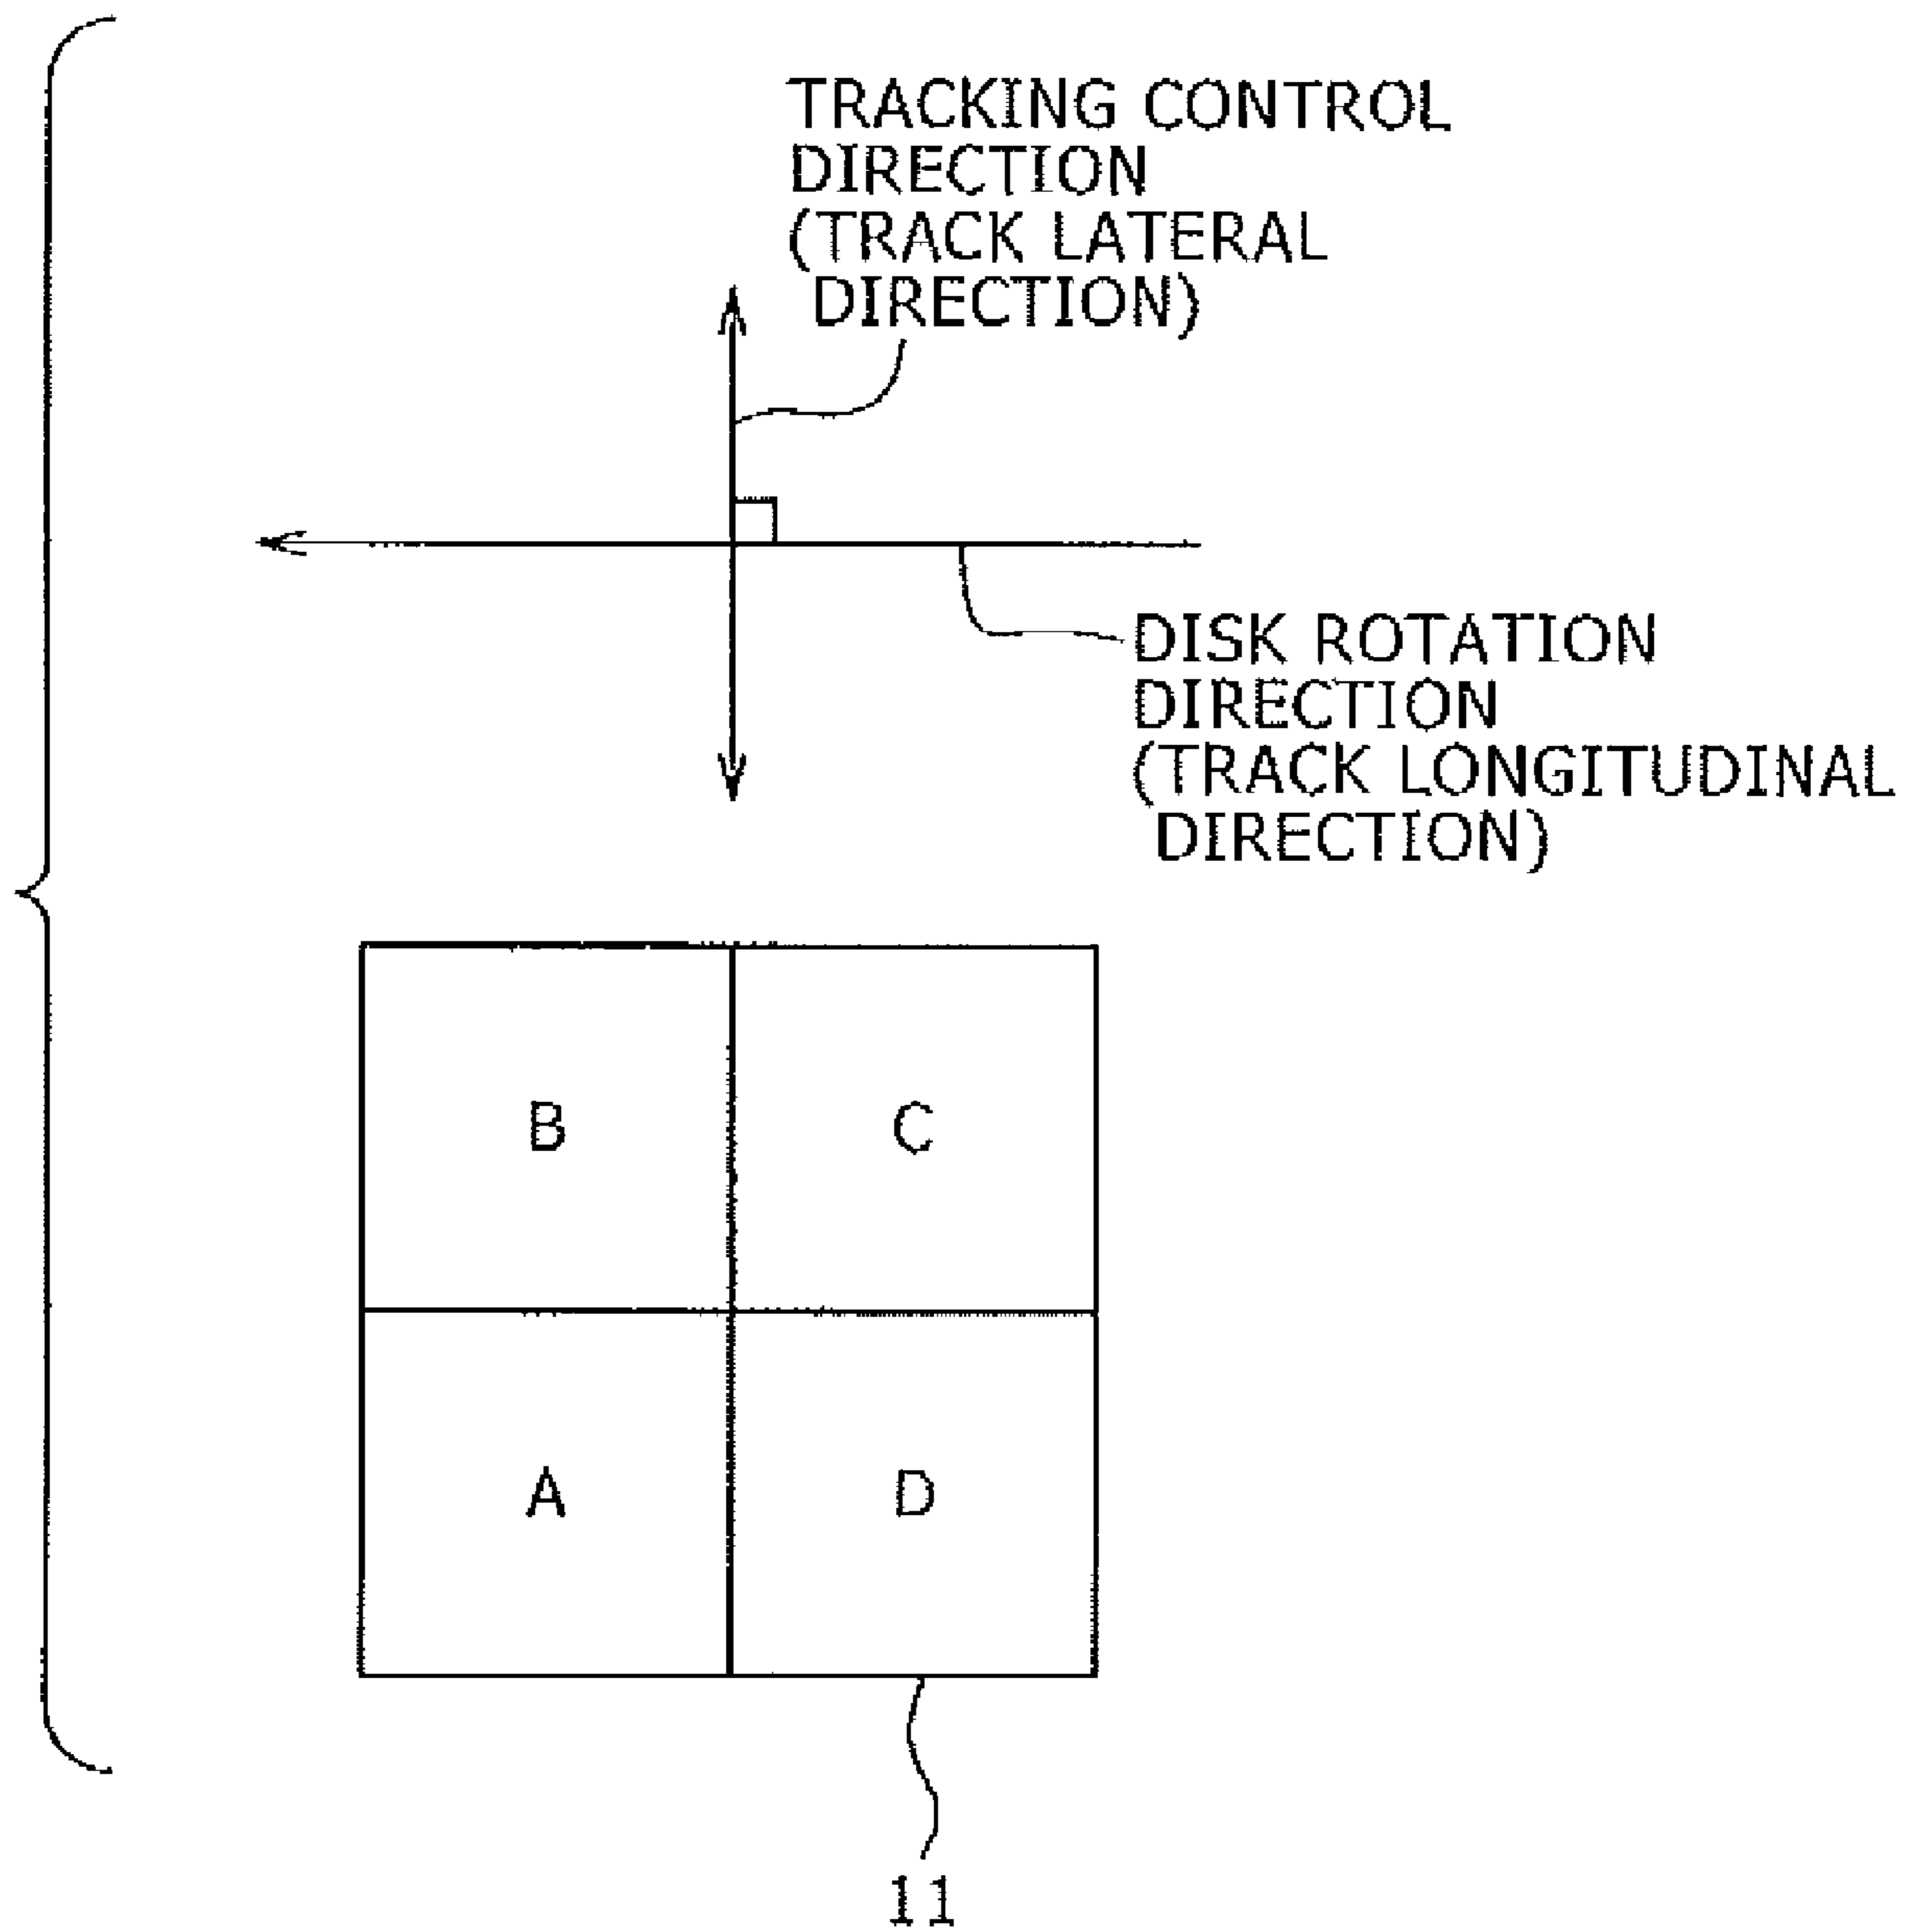 TRACKING CONTROL
DIRECTION
(TRACK LATERAL
DIRECTION)
DISK ROTATION
DIRECTION
(TRACK LONGITUDINAL
DIRECTION)
B C
A D
11